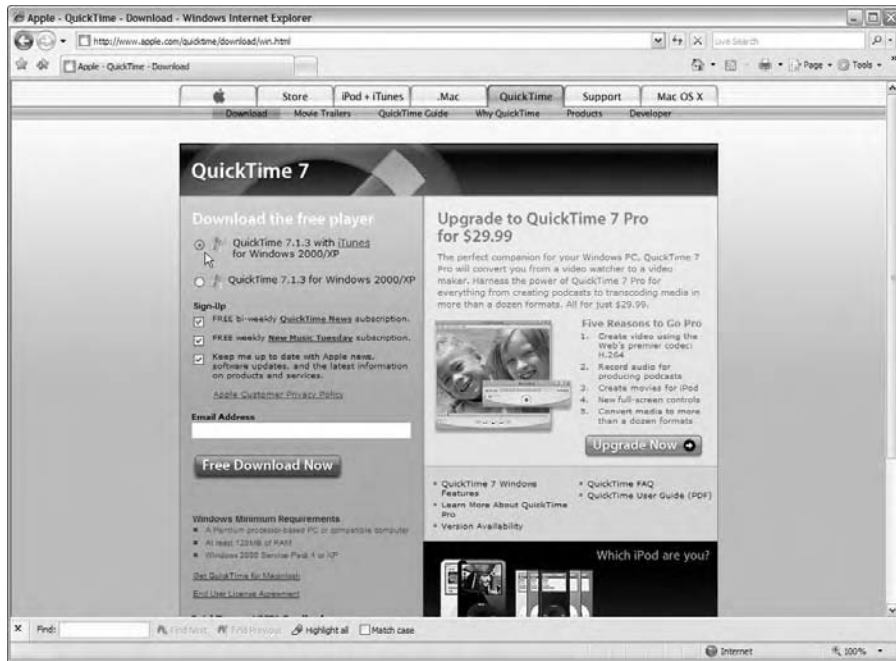 Apple - QuickTime - Download - Windows Internet Explorer
http://www.apple.com/quicktime/download/win.html
Live Search
Apple - QuickTime - Download
Page
Tools
Store
iPod + iTunes
.Mac
QuickTime
Support
Mac OS X
Download
Movie Trailers
QuickTime Guide
Why QuickTime
Products
Developer
QuickTime 7
Download the free player
QuickTime 7.1.3 with iTunes
for Windows 2000/XP
QuickTime 7.1.3 for Windows 2000/XP
Sign-Up
FREE bi-weekly QuickTime News subscription.
FREE weekly New Music Tuesday subscription.
Keep me up to date with Apple news,
software updates, and the latest information
on products and services.
Apple Customer Privacy Policy
Email Address
Free Download Now
Windows Minimum Requirements
A Pentium processor-based PC or compatible computer
At least 128MB of RAM
Windows 2000 Service Pack 4 or XP
Get QuickTime for Macintosh
End User License Agreement
Upgrade to QuickTime 7 Pro
for $29.99
The perfect companion for your Windows PC, QuickTime 7
Pro will convert you from a video watcher to a video
maker. Harness the power of QuickTime 7 Pro for
everything from creating podcasts to transcoding media in
more than a dozen formats. All for just $29.99.
Five Reasons to Go Pro
1. Create video using the
Web's premier codec:
H.264
2. Record audio for
producing podcasts
3. Create movies for iPod
4. New full-screen controls
5. Convert media to more
than a dozen formats
Upgrade Now
QuickTime 7 Windows
Features
Learn More About QuickTime
Pro
Version Availability
QuickTime FAQ
QuickTime User Guide (PDF)
Which iPod are you?
X Find:
Find Next
Find Previous
Highlight all
Match case
Internet
100%